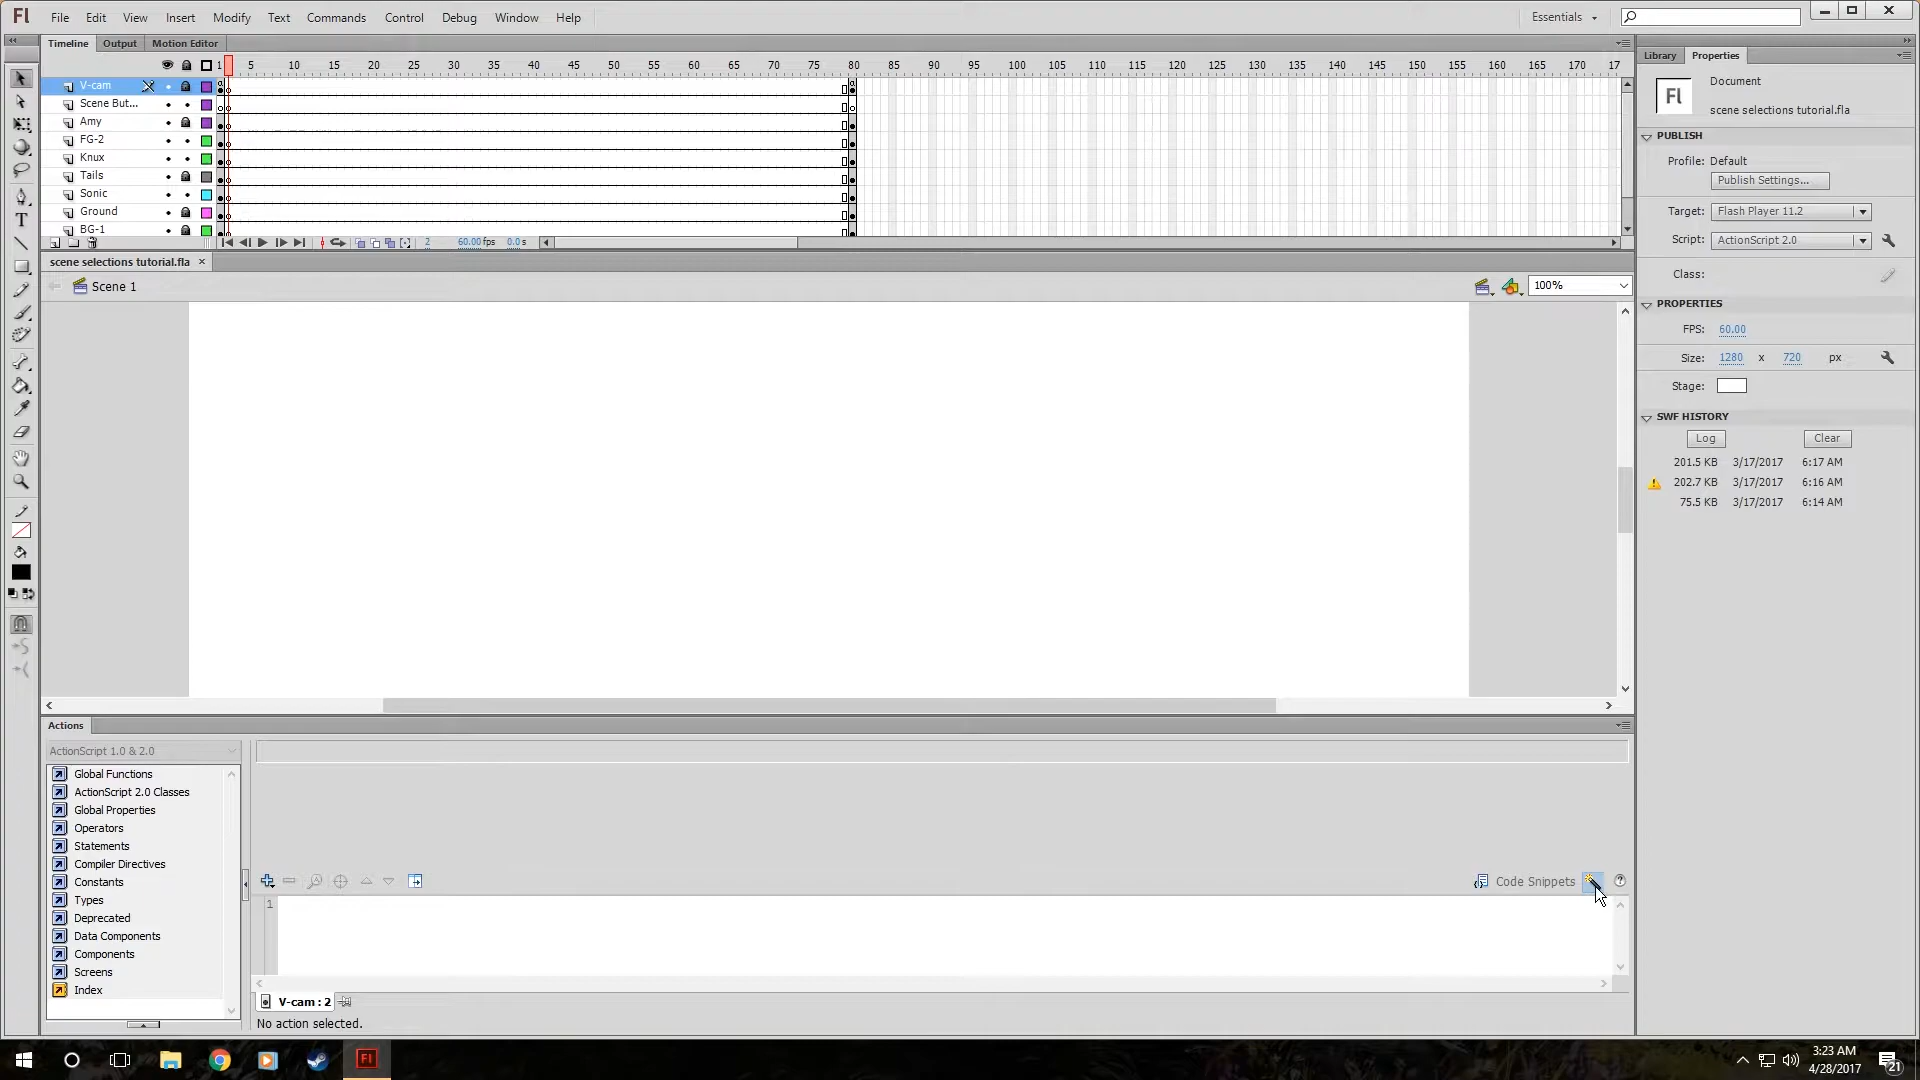 Fl File Edit View Insert Modify Text Commands Control Debug Window Help Essentials
Timeline Output Motion Editor
1 5 10 15 20 25 30 35 40 45 50 55 60 65 70 75 80 85 90 95 100 105 110 115 120 125 130 135 140 145 150 155 160 165 170 17
V-cam
Scene But...
Amy
FG-2
Knux
Tails
Sonic
Ground
BG-1
2 60.00 fps 0.0 s
scene selections tutorial.fla
Scene 1
100%
Library Properties
Fl
Document
scene selections tutorial.fla
PUBLISH
Profile: Default
Publish Settings...
Target: Flash Player 11.2
Script: ActionScript 2.0
Class:
PROPERTIES
FPS: 60.00
Size: 1280 x 720 px
Stage:
SWF HISTORY
Log Clear
201.5 KB 3/17/2017 6:17 AM
202.7 KB 3/17/2017 6:16 AM
75.5 KB 3/17/2017 6:14 AM
Actions
ActionScript 1.0 & 2.0
Global Functions
ActionScript 2.0 Classes
Global Properties
Operators
Statements
Compiler Directives
Constants
Types
Deprecated
Data Components
Components
Screens
Index
Code Snippets
1
V-cam : 2
No action selected.
Fl
3:23 AM
4/28/2017
21